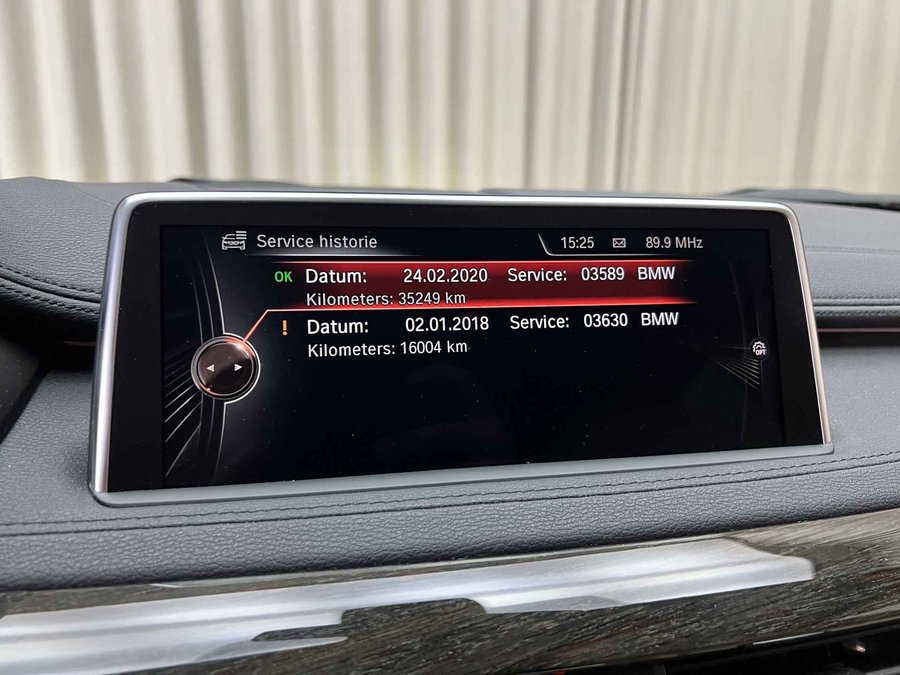 Service historie 15:25 89.9 MHz
OK Datum: 24.02.2020 Service: 03589 BMW
Kilometers: 35249 km
! Datum: 02.01.2018 Service: 03630 BMW
Kilometers: 16004 km
OPT